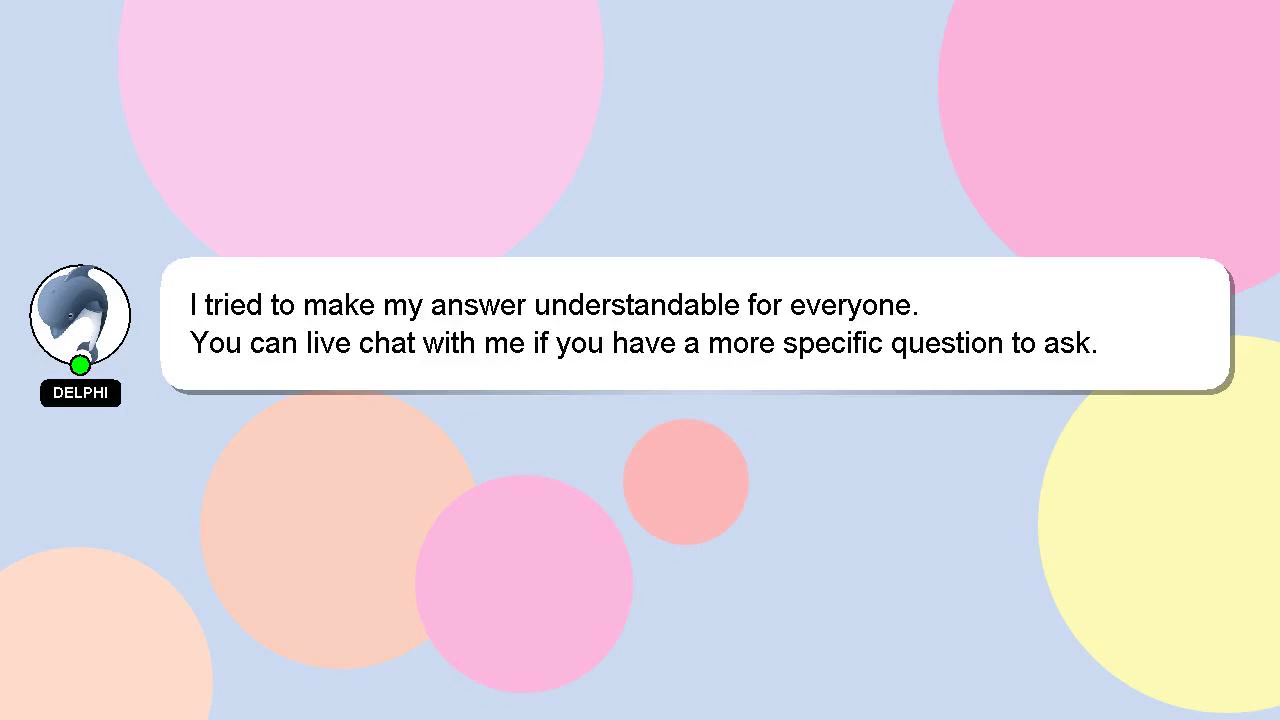 I tried to make my answer understandable for everyone.
You can live chat with me if you have a more specific question to ask.
DELPHI